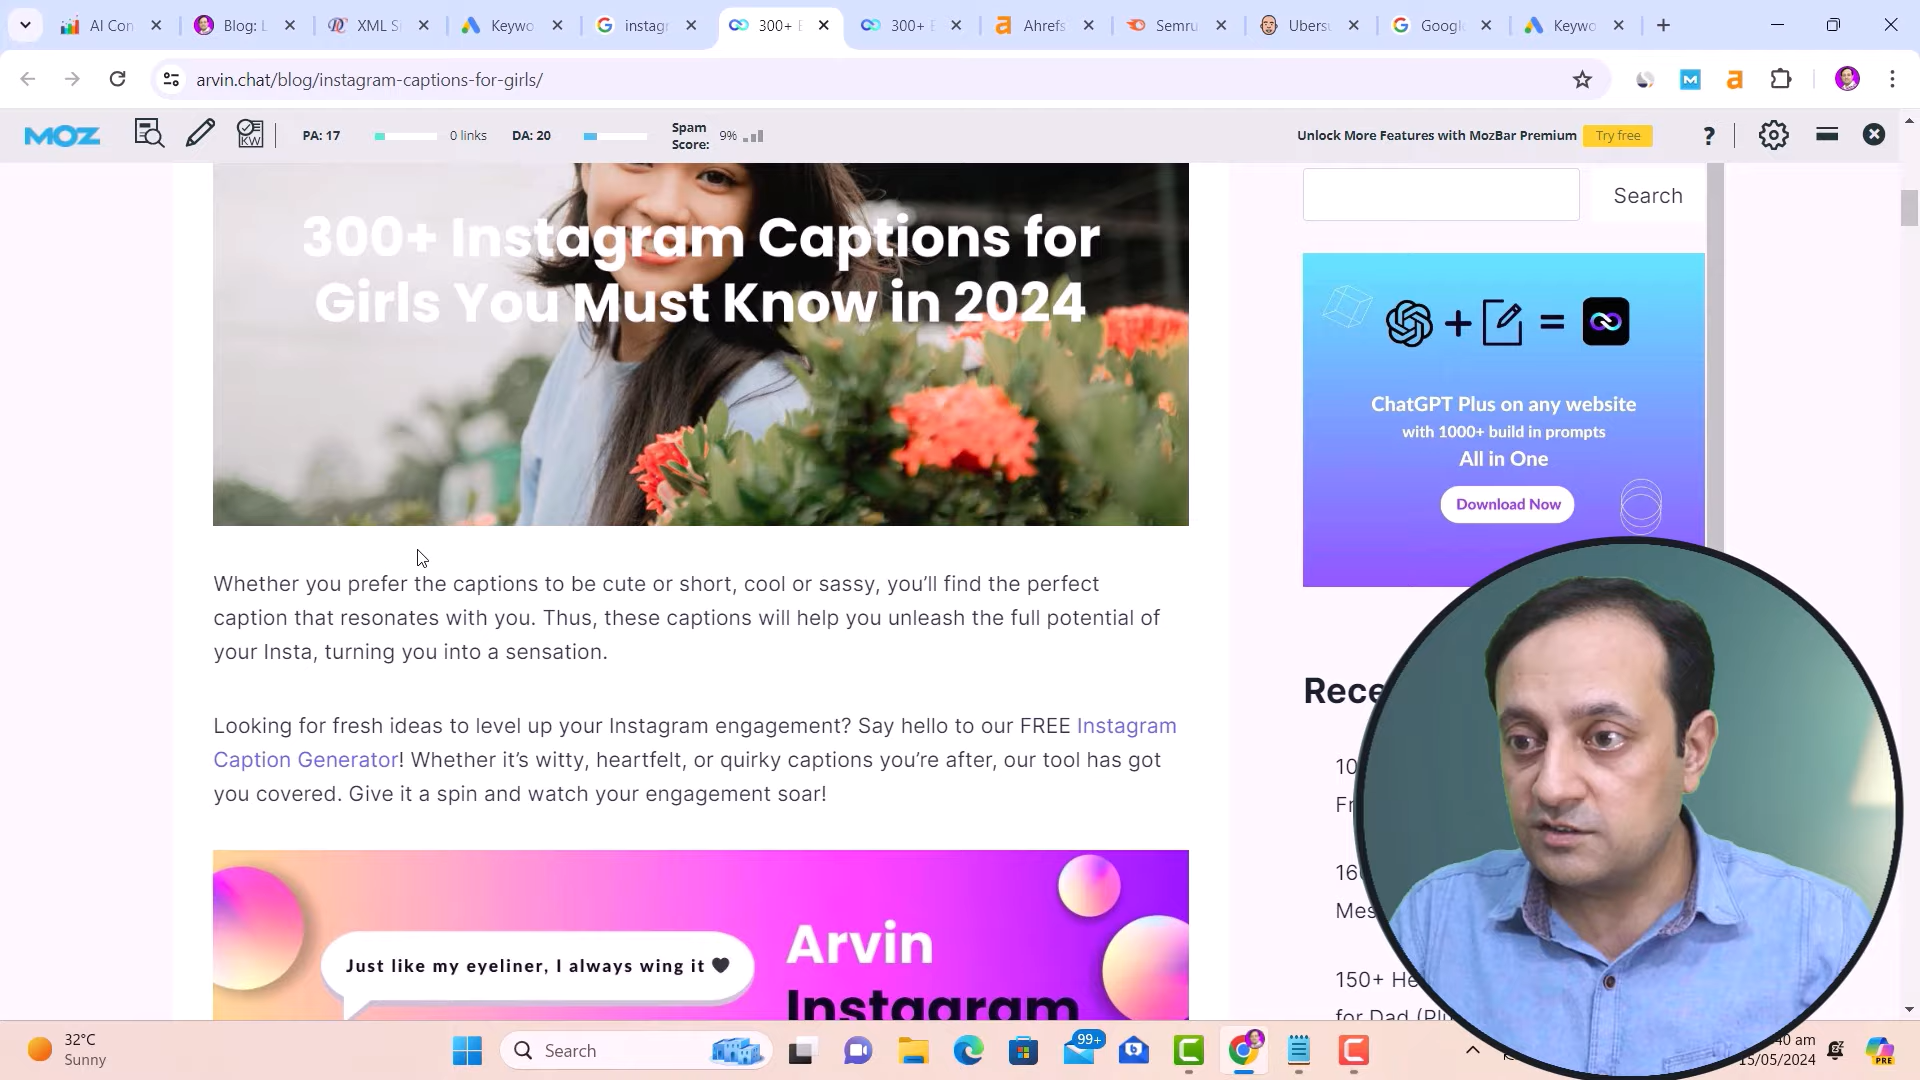 AI Con
Blog: L
XML Si
Keywo
instagr
300+ E
300+ E
Ahrefs
Semru
Ubersu
Google
Keywo
arvin.chat/blog/instagram-captions-for-girls/
MOZ
KW
PA: 17
0 links
DA: 20
Spam
Score:
9%
Unlock More Features with MozBar Premium
Try free
?
300+ Instagram Captions for
Girls You Must Know in 2024
Search
ChatGPT Plus on any website
with 1000+ build in prompts
All in One
Download Now
Whether you prefer the captions to be cute or short, cool or sassy, you’ll find the perfect
caption that resonates with you. Thus, these captions will help you unleash the full potential of
your Insta, turning you into a sensation.
Looking for fresh ideas to level up your Instagram engagement? Say hello to our FREE Instagram
Caption Generator! Whether it’s witty, heartfelt, or quirky captions you’re after, our tool has got
you covered. Give it a spin and watch your engagement soar!
Just like my eyeliner, I always wing it 🖤
Arvin
Instagram
Rece
10
Fr
160
Mes
150+ He
for Dad (Pl
32°C
Sunny
Search
99+
40 am
15/05/2024
PRE